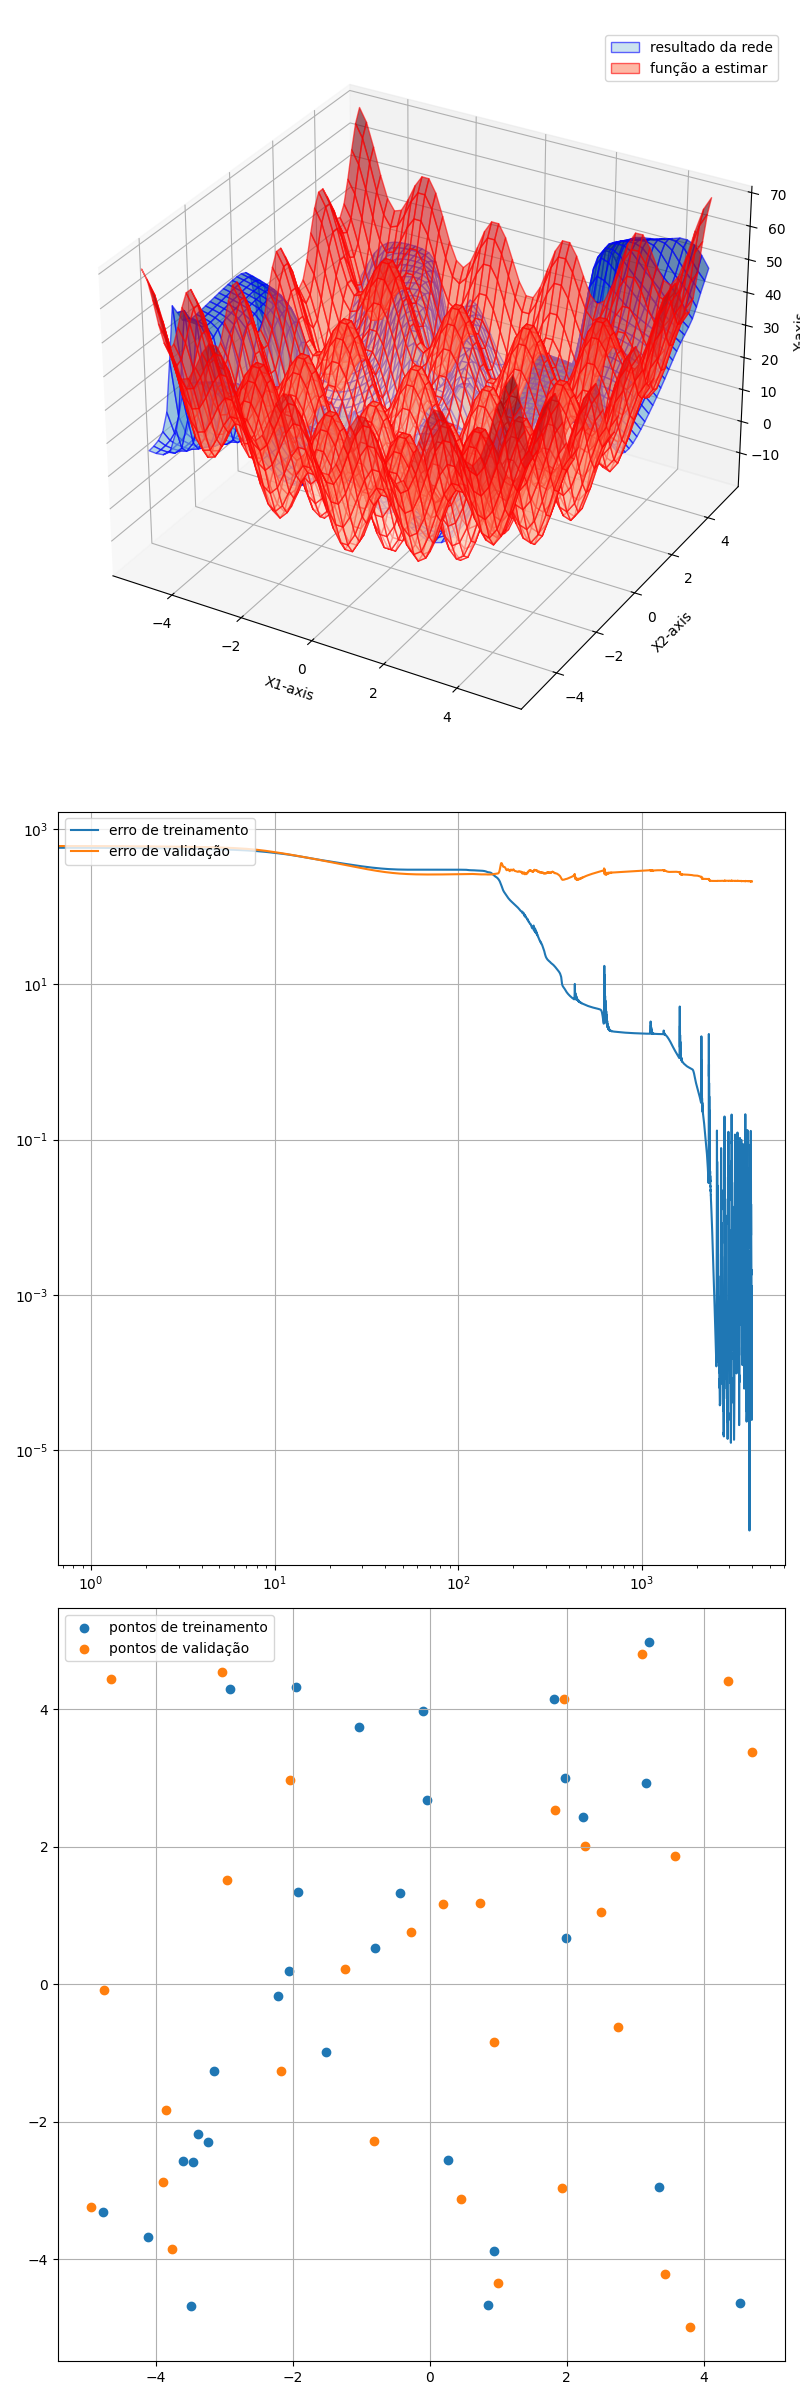 resultado da rede
função a estimar
70
60
50
40
30
20
10
0
−10
Y-axis
−4
−2
0
2
4
X1-axis
−4
−2
0
2
4
X2-axis
erro de treinamento
erro de validação
10³
10¹
10⁻¹
10⁻³
10⁻⁵
10⁰ 10¹ 10² 10³
pontos de treinamento
pontos de validação
4
2
0
−2
−4
−4 −2 0 2 4